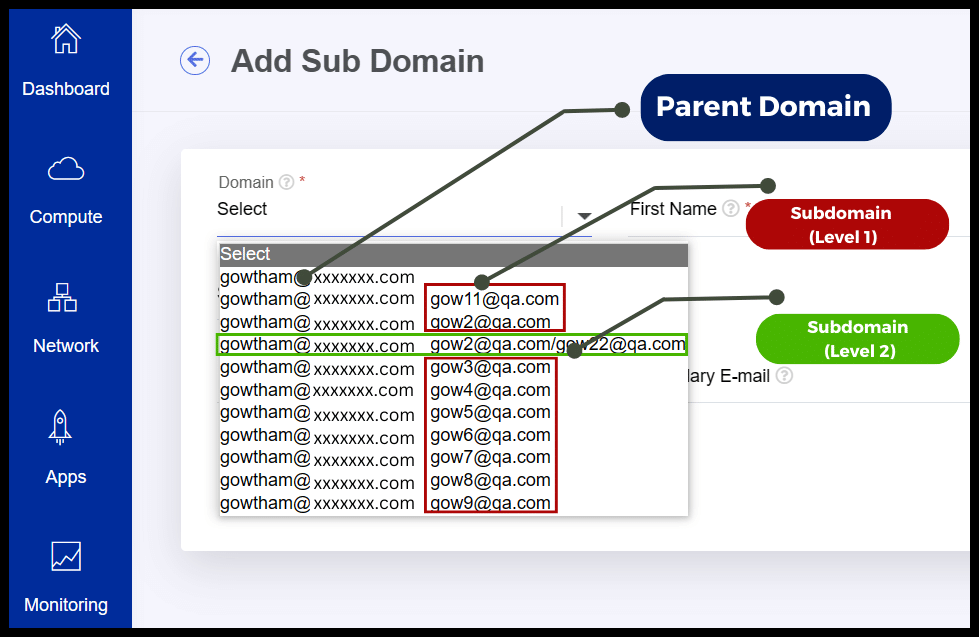 Dashboard
Compute
Network
Apps
Monitoring
Add Sub Domain
Parent Domain
Domain ? *
Select
First Name ? *
Subdomain
(Level 1)
Select
gowtham@xxxxxxx.com
gowtham@xxxxxxx.com gow11@qa.com
gowtham@xxxxxxx.com gow2@qa.com
gowtham@xxxxxxx.com gow2@qa.com/gow22@qa.com
gowtham@xxxxxxx.com gow3@qa.com
gowtham@xxxxxxx.com gow4@qa.com
gowtham@xxxxxxx.com gow5@qa.com
gowtham@xxxxxxx.com gow6@qa.com
gowtham@xxxxxxx.com gow7@qa.com
gowtham@xxxxxxx.com gow8@qa.com
gowtham@xxxxxxx.com gow9@qa.com
Subdomain
(Level 2)
E-mail ?